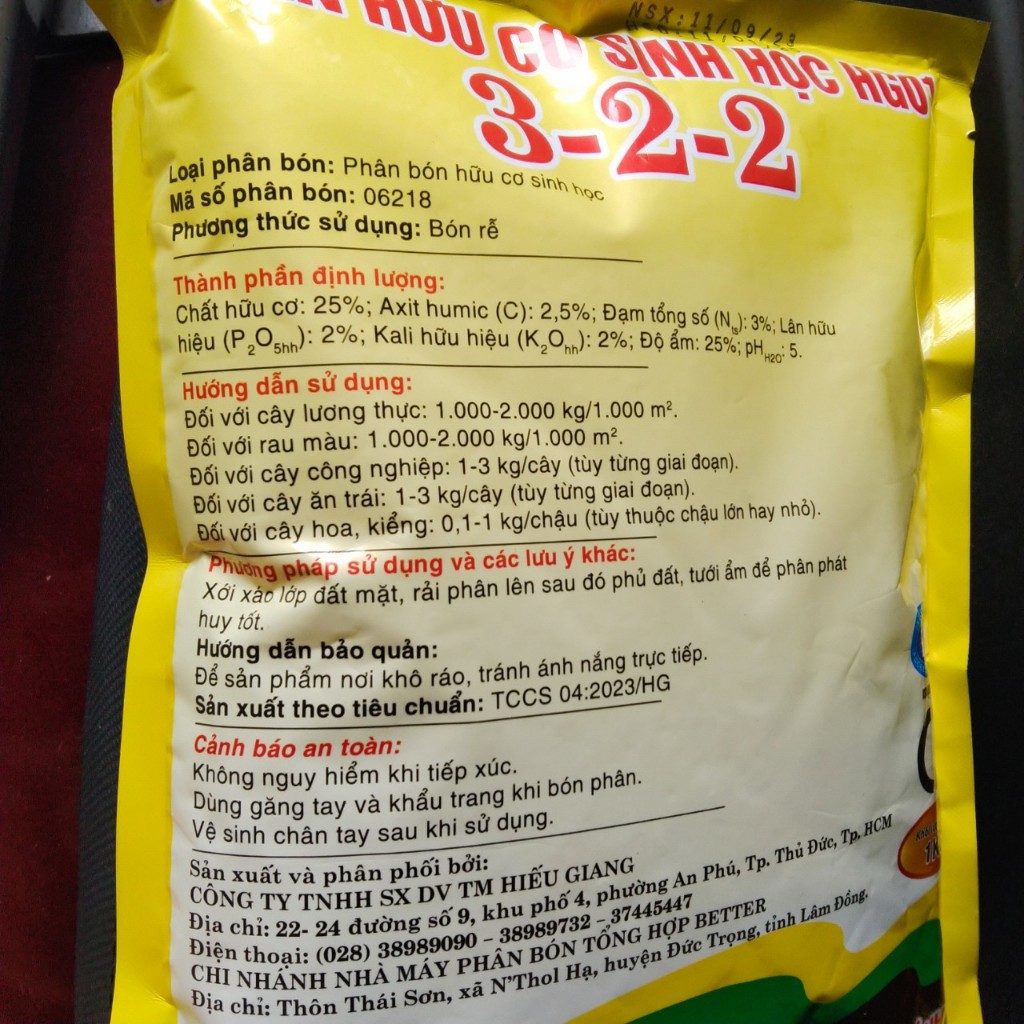 NSX: 11/09/23
HỮU CƠ SINH HỌC HG01
3-2-2
Loại phân bón: Phân bón hữu cơ sinh học
Mã số phân bón: 06218
Phương thức sử dụng: Bón rễ
Thành phần định lượng:
Chất hữu cơ: 25%; Axit humic (C): 2,5%; Đạm tổng số (Nts): 3%; Lân hữu
hiệu (P2O5hh): 2%; Kali hữu hiệu (K2Ohh): 2%; Độ ẩm: 25%; pHH2O: 5.
Hướng dẫn sử dụng:
Đối với cây lương thực: 1.000-2.000 kg/1.000 m².
Đối với rau màu: 1.000-2.000 kg/1.000 m².
Đối với cây công nghiệp: 1-3 kg/cây (tùy từng giai đoạn).
Đối với cây ăn trái: 1-3 kg/cây (tùy từng giai đoạn).
Đối với cây hoa, kiểng: 0,1-1 kg/chậu (tùy thuộc chậu lớn hay nhỏ).
Phương pháp sử dụng và các lưu ý khác:
Xới xáo lớp đất mặt, rải phân lên sau đó phủ đất, tưới ẩm để phân phát
huy tốt.
Hướng dẫn bảo quản:
Để sản phẩm nơi khô ráo, tránh ánh nắng trực tiếp.
Sản xuất theo tiêu chuẩn: TCCS 04:2023/HG
Cảnh báo an toàn:
Không nguy hiểm khi tiếp xúc.
Dùng găng tay và khẩu trang khi bón phân.
Vệ sinh chân tay sau khi sử dụng.
Sản xuất và phân phối bởi:
CÔNG TY TNHH SX DV TM HIẾU GIANG
Địa chỉ: 22- 24 đường số 9, khu phố 4, phường An Phú, Tp. Thủ Đức, Tp. HCM
Điện thoại: (028) 38989090 – 38989732 – 37445447
CHI NHÁNH NHÀ MÁY PHÂN BÓN TỔNG HỢP BETTER
Địa chỉ: Thôn Thái Sơn, xã N'Thol Hạ, huyện Đức Trọng, tỉnh Lâm Đồng.